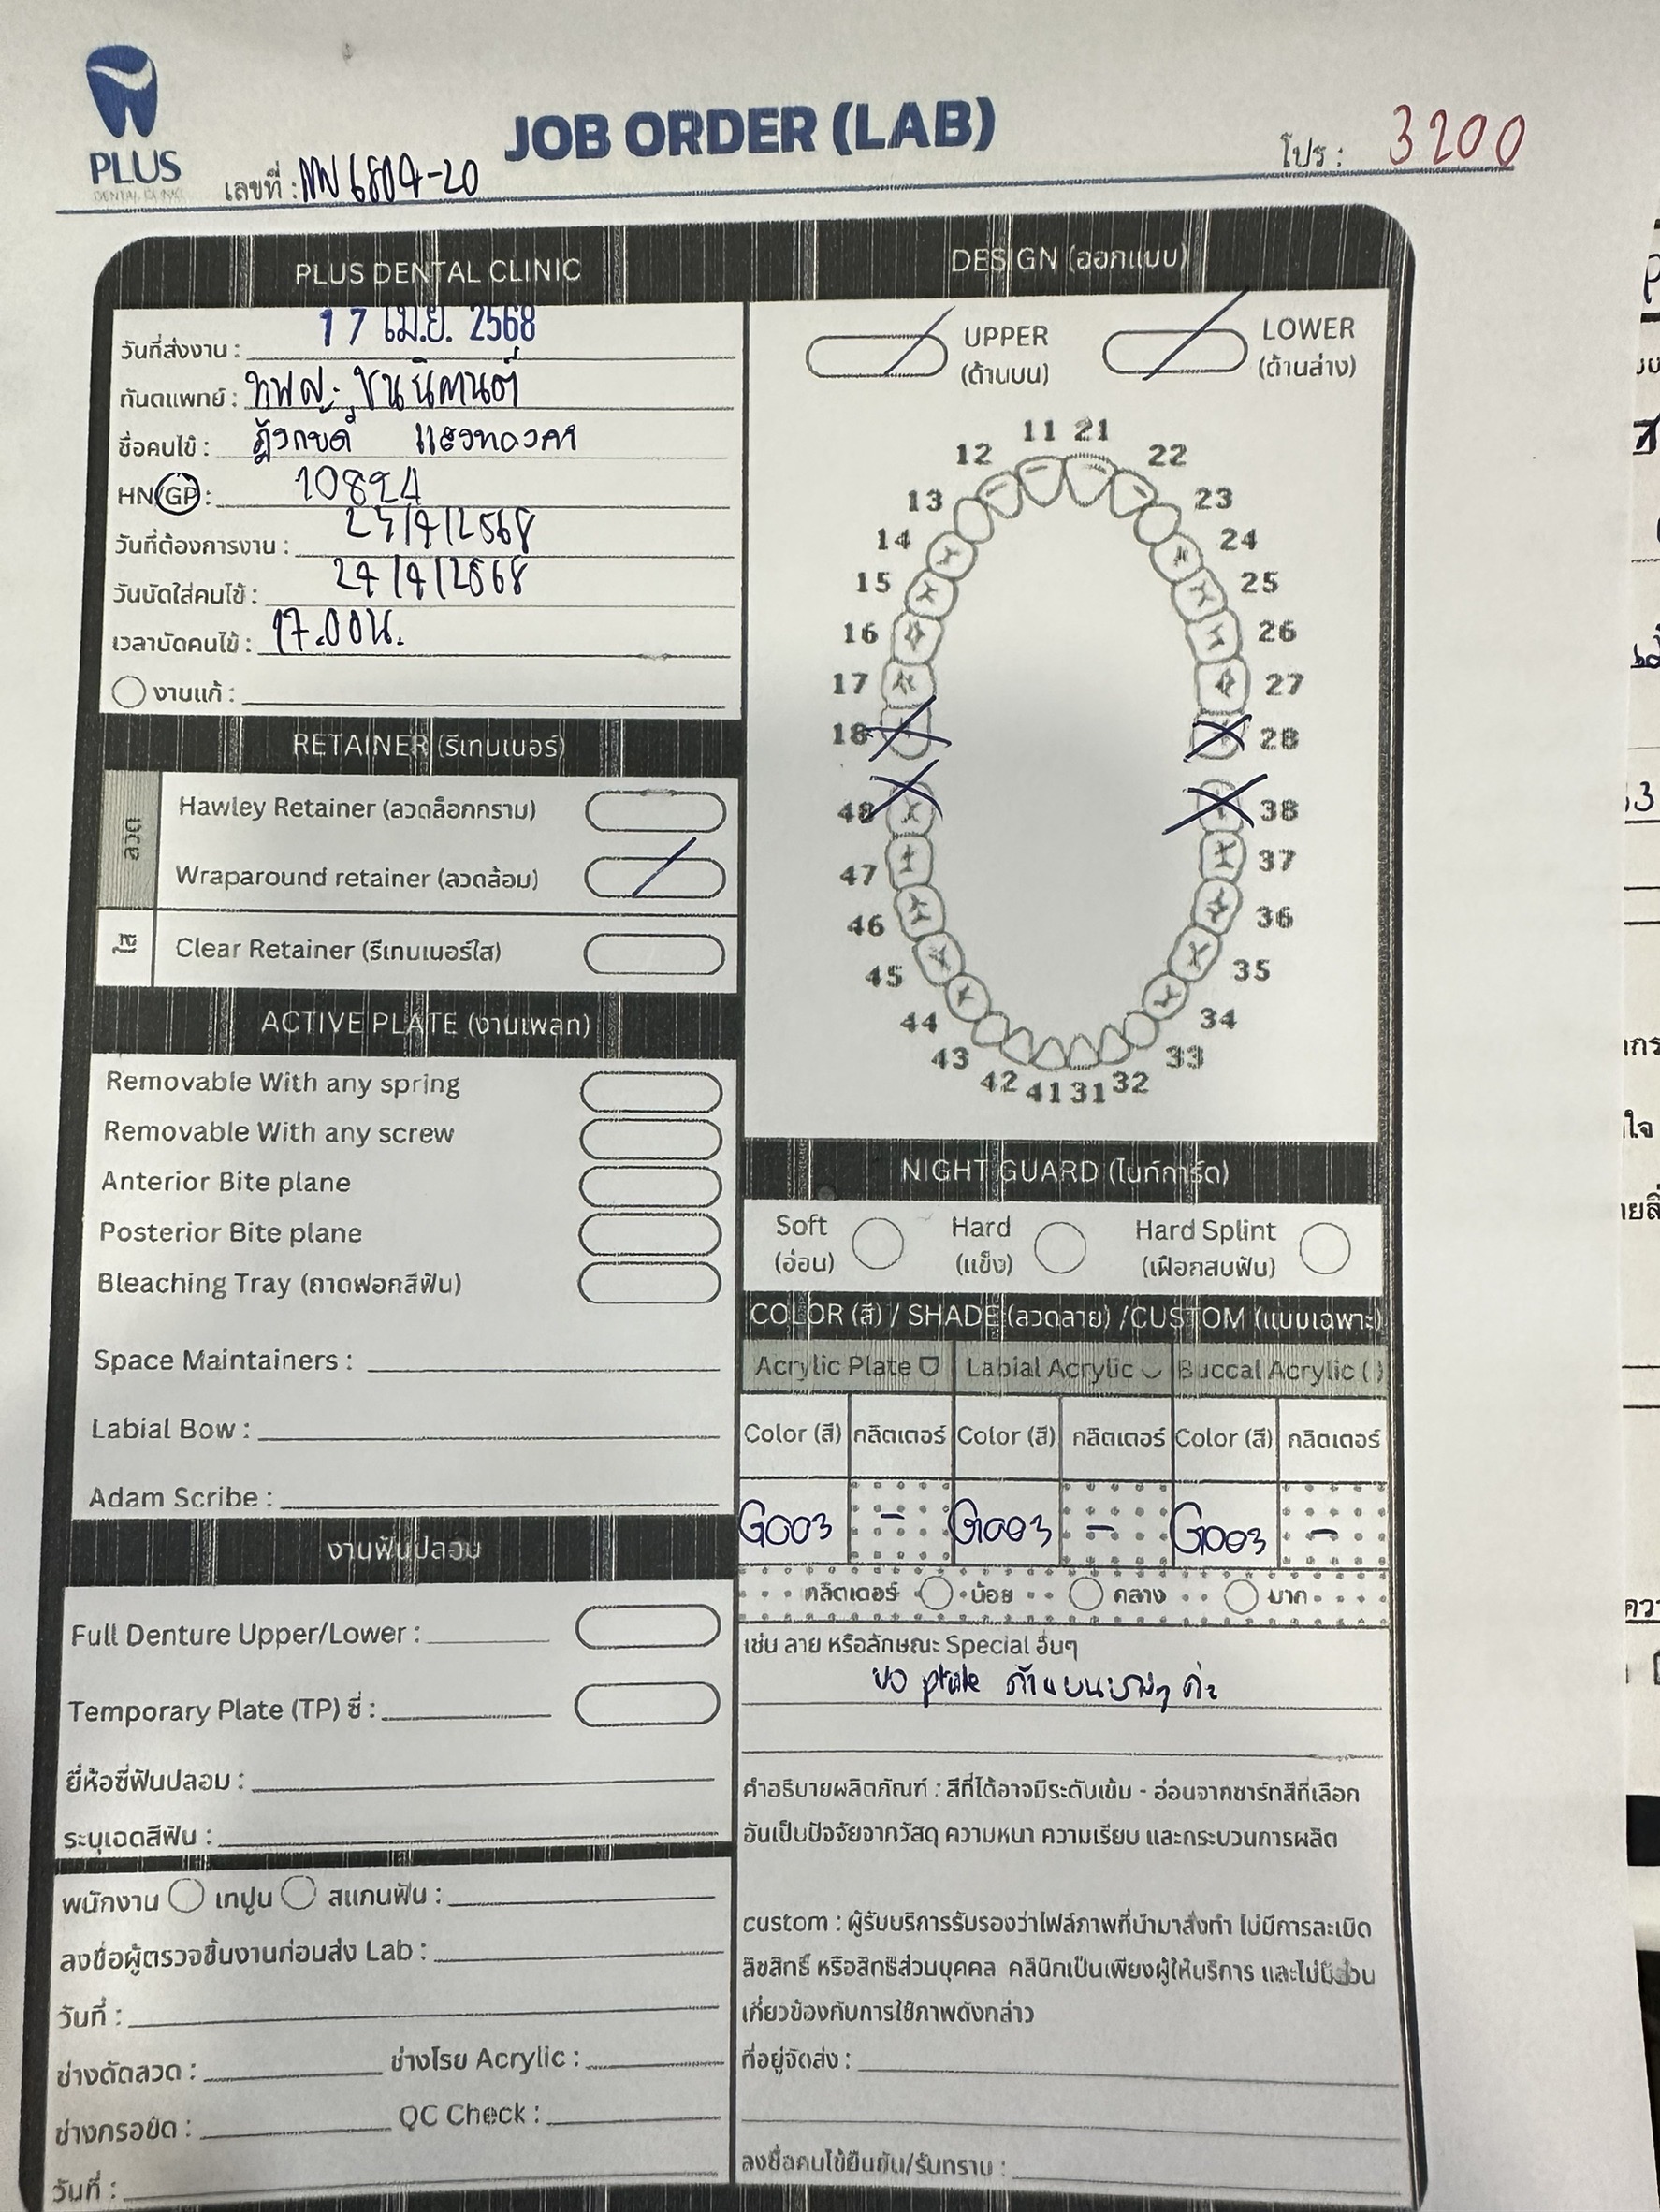 PLUS
DENTAL CLINIC
JOB ORDER (LAB)
เลขที่ : NN6804-20
โปร : 3200
PLUS DENTAL CLINIC
วันที่ส่งงาน : 17 เม.ย. 2568
ทันตแพทย์ : ทพญ. ชนนิกานต์
ชื่อคนไข้ :
HN/GP : 10824
วันที่ต้องการงาน : 23/4/2568
วันนัดใส่คนไข้ : 24/4/2568
เวลานัดคนไข้ : 17.00น.
งานแก้ :
RETAINER (รีเทนเนอร์)
ลวด
Hawley Retainer (ลวดล็อกกราม)
Wraparound retainer (ลวดล้อม)
ใส
Clear Retainer (รีเทนเนอร์ใส)
ACTIVE PLATE (งานเพลท)
Removable With any spring
Removable With any screw
Anterior Bite plane
Posterior Bite plane
Bleaching Tray (ถาดฟอกสีฟัน)
Space Maintainers :
Labial Bow :
Adam Scribe :
งานฟันปลอม
Full Denture Upper/Lower :
Temporary Plate (TP) ซี่ :
ยี่ห้อซี่ฟันปลอม :
ระบุเฉดสีฟัน :
พนักงาน เทปูน สแกนฟัน :
ลงชื่อผู้ตรวจชิ้นงานก่อนส่ง Lab :
วันที่ :
ช่างดัดลวด : ช่างโรย Acrylic :
ช่างกรอขัด : QC Check :
วันที่ :
DESIGN (ออกแบบ)
UPPER
(ด้านบน)
LOWER
(ด้านล่าง)
11 21
12 22
13 23
14 24
15 25
16 26
17 27
18 28
48 38
47 37
46 36
45 35
44 34
43 33
42 41 31 32
NIGHT GUARD (ไนท์การ์ด)
Soft
(อ่อน)
Hard
(แข็ง)
Hard Splint
(เฝือกสบฟัน)
COLOR (สี) / SHADE (ลวดลาย) /CUSTOM (แบบเฉพาะ)
Acrylic Plate Labial Acrylic Buccal Acrylic ( )
Color (สี) กลิตเตอร์ Color (สี) กลิตเตอร์ Color (สี) กลิตเตอร์
G003 - G003 - G003 -
กลิตเตอร์ น้อย กลาง มาก
เช่น ลาย หรือลักษณะ Special อื่นๆ
ขอ plate ด้านบนบางๆ ค่ะ
คำอธิบายผลิตภัณฑ์ : สีที่ได้อาจมีระดับเข้ม - อ่อนจากชาร์ทสีที่เลือก
อันเป็นปัจจัยจากวัสดุ ความหนา ความเรียบ และกระบวนการผลิต
custom : ผู้รับบริการรับรองว่าไฟล์ภาพที่นำมาสั่งทำ ไม่มีการละเมิด
ลิขสิทธิ์ หรือสิทธิส่วนบุคคล คลินิกเป็นเพียงผู้ให้บริการ และไม่มีส่วน
เกี่ยวข้องกับการใช้ภาพดังกล่าว
ที่อยู่จัดส่ง :
ลงชื่อคนไข้ยืนยัน/รับทราบ :